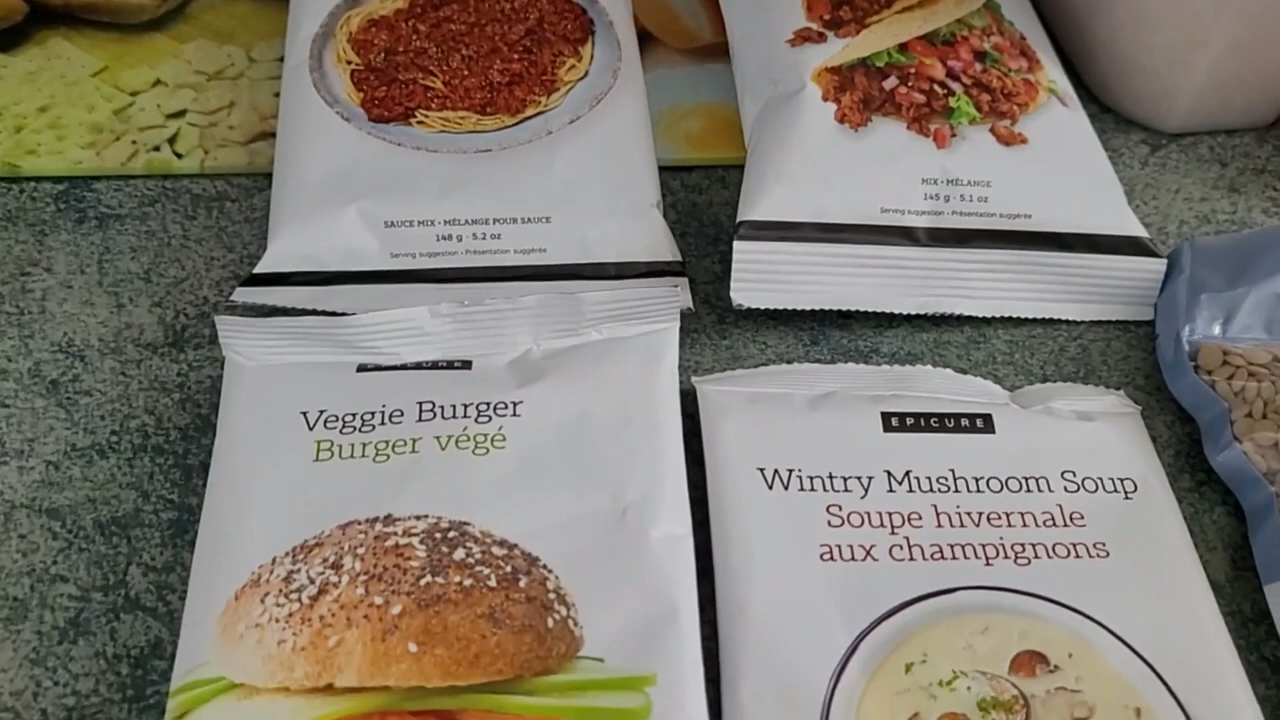 SAUCE MIX • MÉLANGE POUR SAUCE
148 g · 5.2 oz
Serving suggestion • Présentation suggérée
MIX • MÉLANGE
145 g · 5.1 oz
Serving suggestion • Présentation suggérée
EPICURE
Veggie Burger
Burger végé
EPICURE
Wintry Mushroom Soup
Soupe hivernale
aux champignons